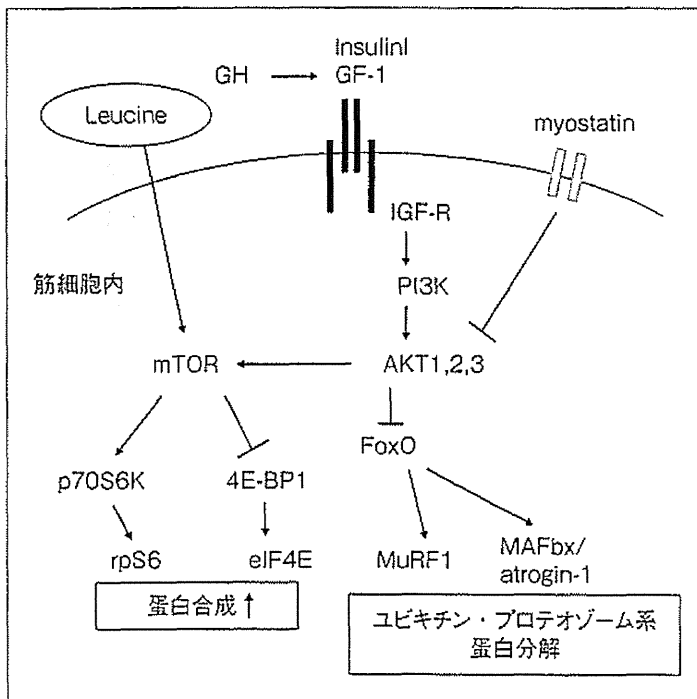 Insulinl
GH → GF-1
Leucine
myostatin
IGF-R
筋細胞内
PI3K
mTOR
AKT1,2,3
FoxO
p70S6K
4E-BP1
rpS6
eIF4E
MuRF1
MAFbx/
atrogin-1
蛋白合成↑
ユビキチン・プロテオゾーム系
蛋白分解